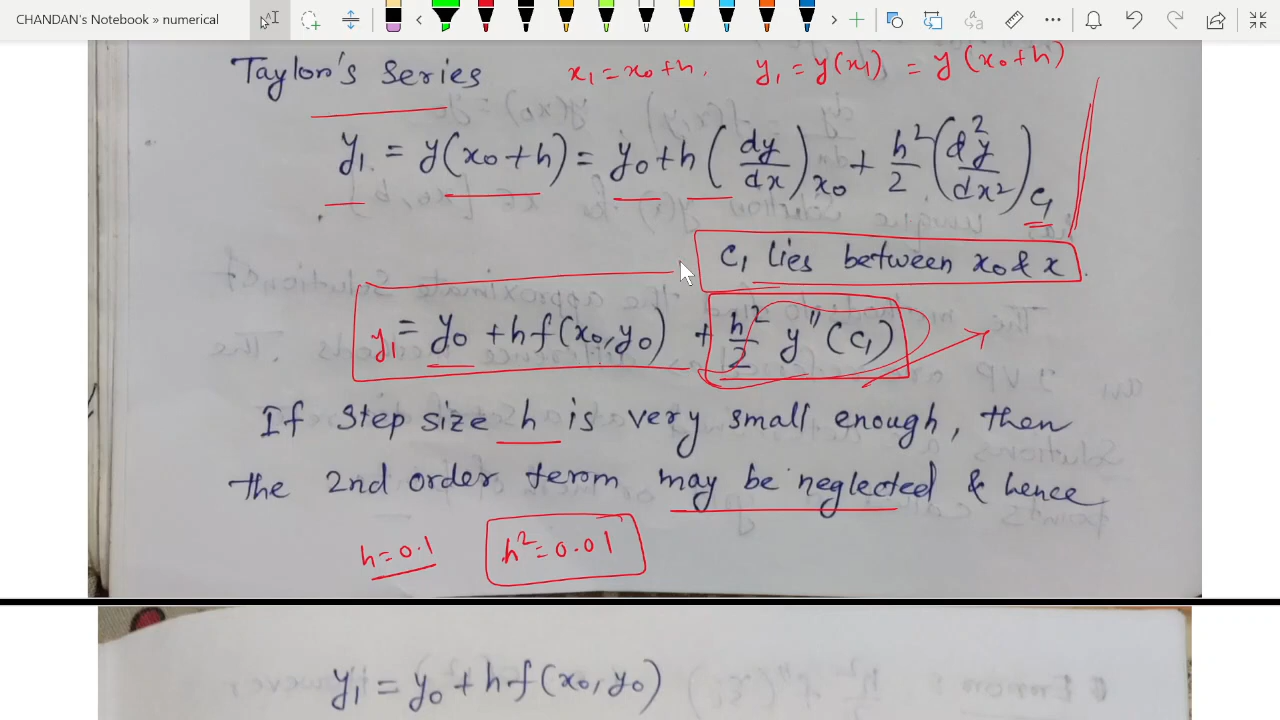 CHANDAN's Notebook » numerical
Taylor's series x₁ = x₀+h, y₁ = y(x₁) = y(x₀+h)
y₁ = y(x₀+h) = y₀ + h (dy/dx)x₀ + h²/2 (d²y/dx²)c₁
C₁ lies between x₀ & x.
y₁ = y₀ + hf(x₀,y₀) + h²/2 y''(c₁)
If step size h is very small enough, then
the 2nd order term may be neglected & hence
h=0.1 h²=0.01
y₁ = y₀ + hf(x₀,y₀)